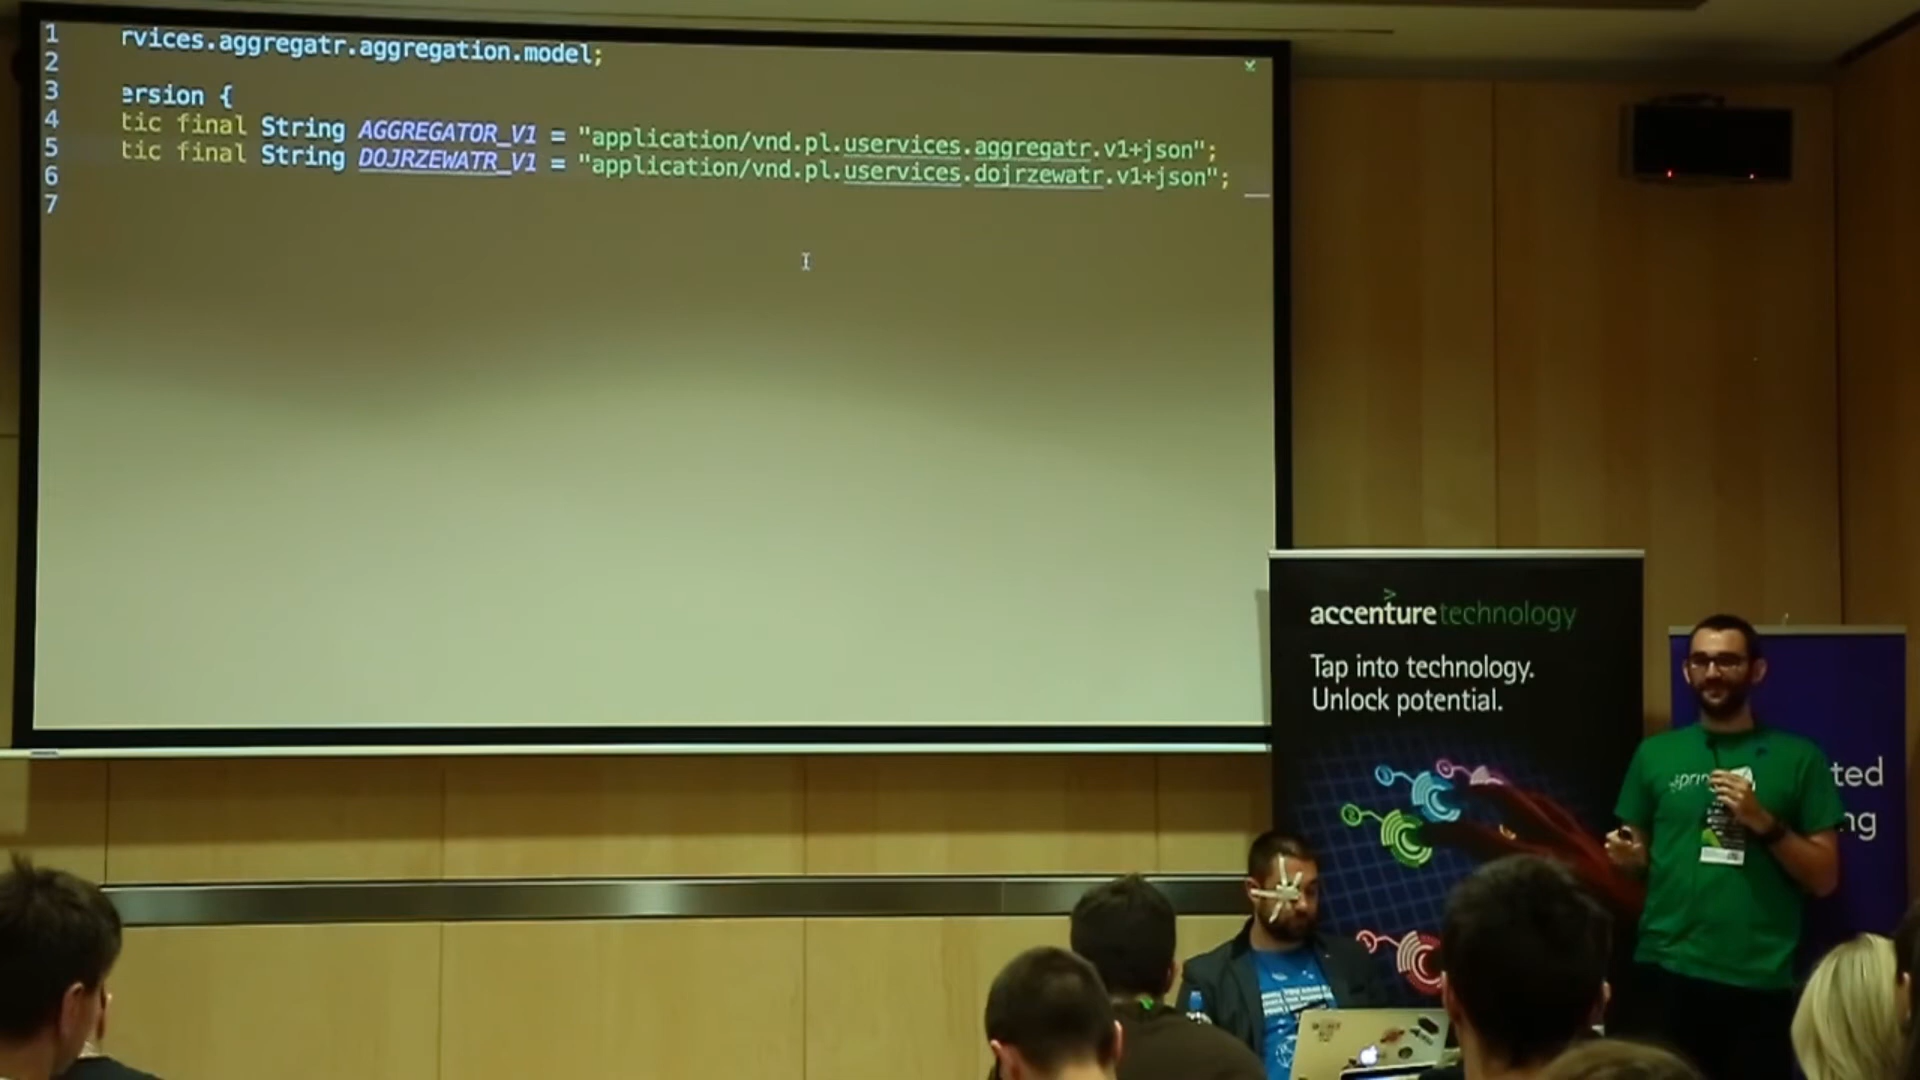 1 rvices.aggregatr.aggregation.model;
2
3 ersion {
4 tic final String AGGREGATOR_V1 = "application/vnd.pl.uservices.aggregatr.v1+json";
5 tic final String DOJRZEWATR_V1 = "application/vnd.pl.uservices.dojrzewatr.v1+json";
6
7
accenturetechnology
Tap into technology.
Unlock potential.
ted
ng